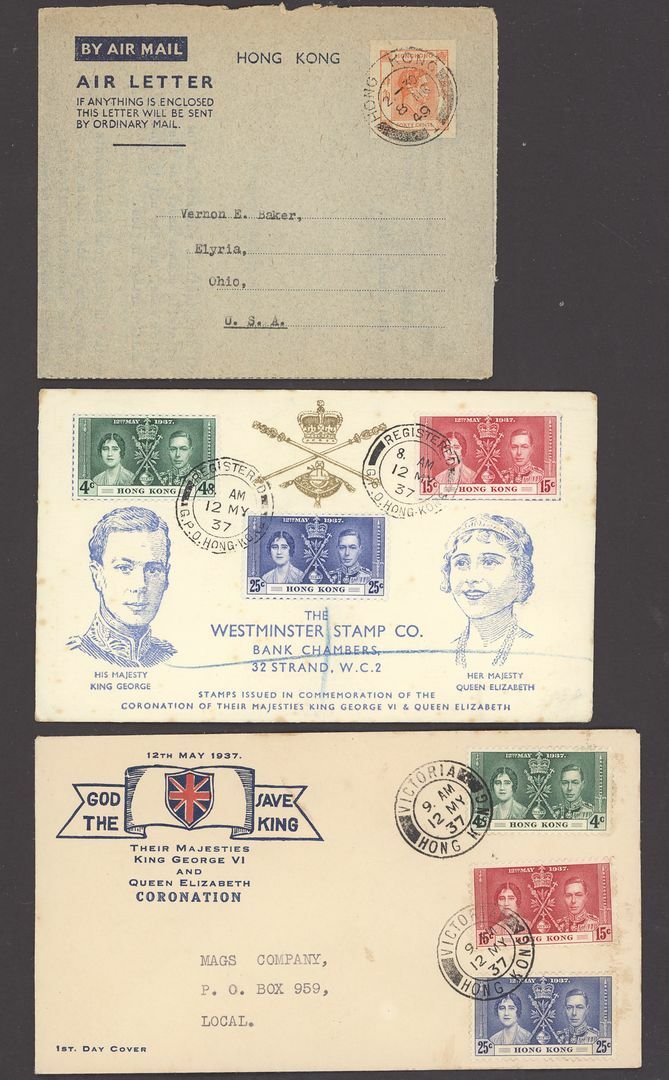 BY AIR MAIL
AIR LETTER
IF ANYTHING IS ENCLOSED
THIS LETTER WILL BE SENT
BY ORDINARY MAIL.
HONG KONG
HONGKONG
HONG KONG
49
Vernon E. Baker,
Elyria,
Ohio,
U. S. A.
12TH MAY 1937.
4c HONG KONG 4c
REGISTERED
AM
12 MY
37
G.P.O. HONG-KONG
12TH MAY 1937.
15c HONG KONG 15c
REGISTERED
8. AM
12 MY
37
G.P.O. HONG-KONG
12TH MAY 1937.
25c HONG KONG 25c
HIS MAJESTY
KING GEORGE
HER MAJESTY
QUEEN ELIZABETH
THE
WESTMINSTER STAMP CO.
BANK CHAMBERS,
32 STRAND, W.C.2
STAMPS ISSUED IN COMMEMORATION OF THE
CORONATION OF THEIR MAJESTIES KING GEORGE VI & QUEEN ELIZABETH
12TH MAY 1937.
GOD SAVE
THE KING
THEIR MAJESTIES
KING GEORGE VI
AND
QUEEN ELIZABETH
CORONATION
VICTORIA
9. AM
12 MY
37
HONG KONG
12TH MAY 1937.
4c HONG KONG 4c
12TH MAY 1937.
15c HONG KONG 15c
VICTORIA
12 MY
37
HONG KONG
12TH MAY 1937.
25c HONG KONG 25c
MAGS COMPANY,
P. O. BOX 959,
LOCAL.
1ST. DAY COVER